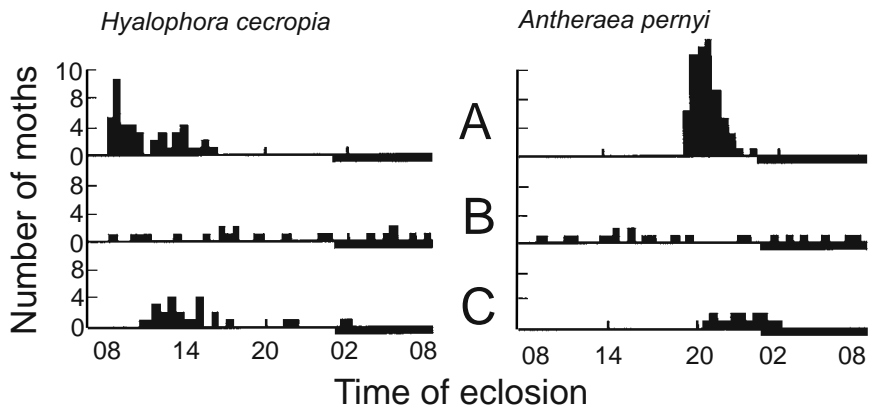 Hyalophora cecropia
Antheraea pernyi
Number of moths
10
8
4
0
A
8
4
0
B
8
4
0
C
08 14 20 02 08
08 14 20 02 08
Time of eclosion